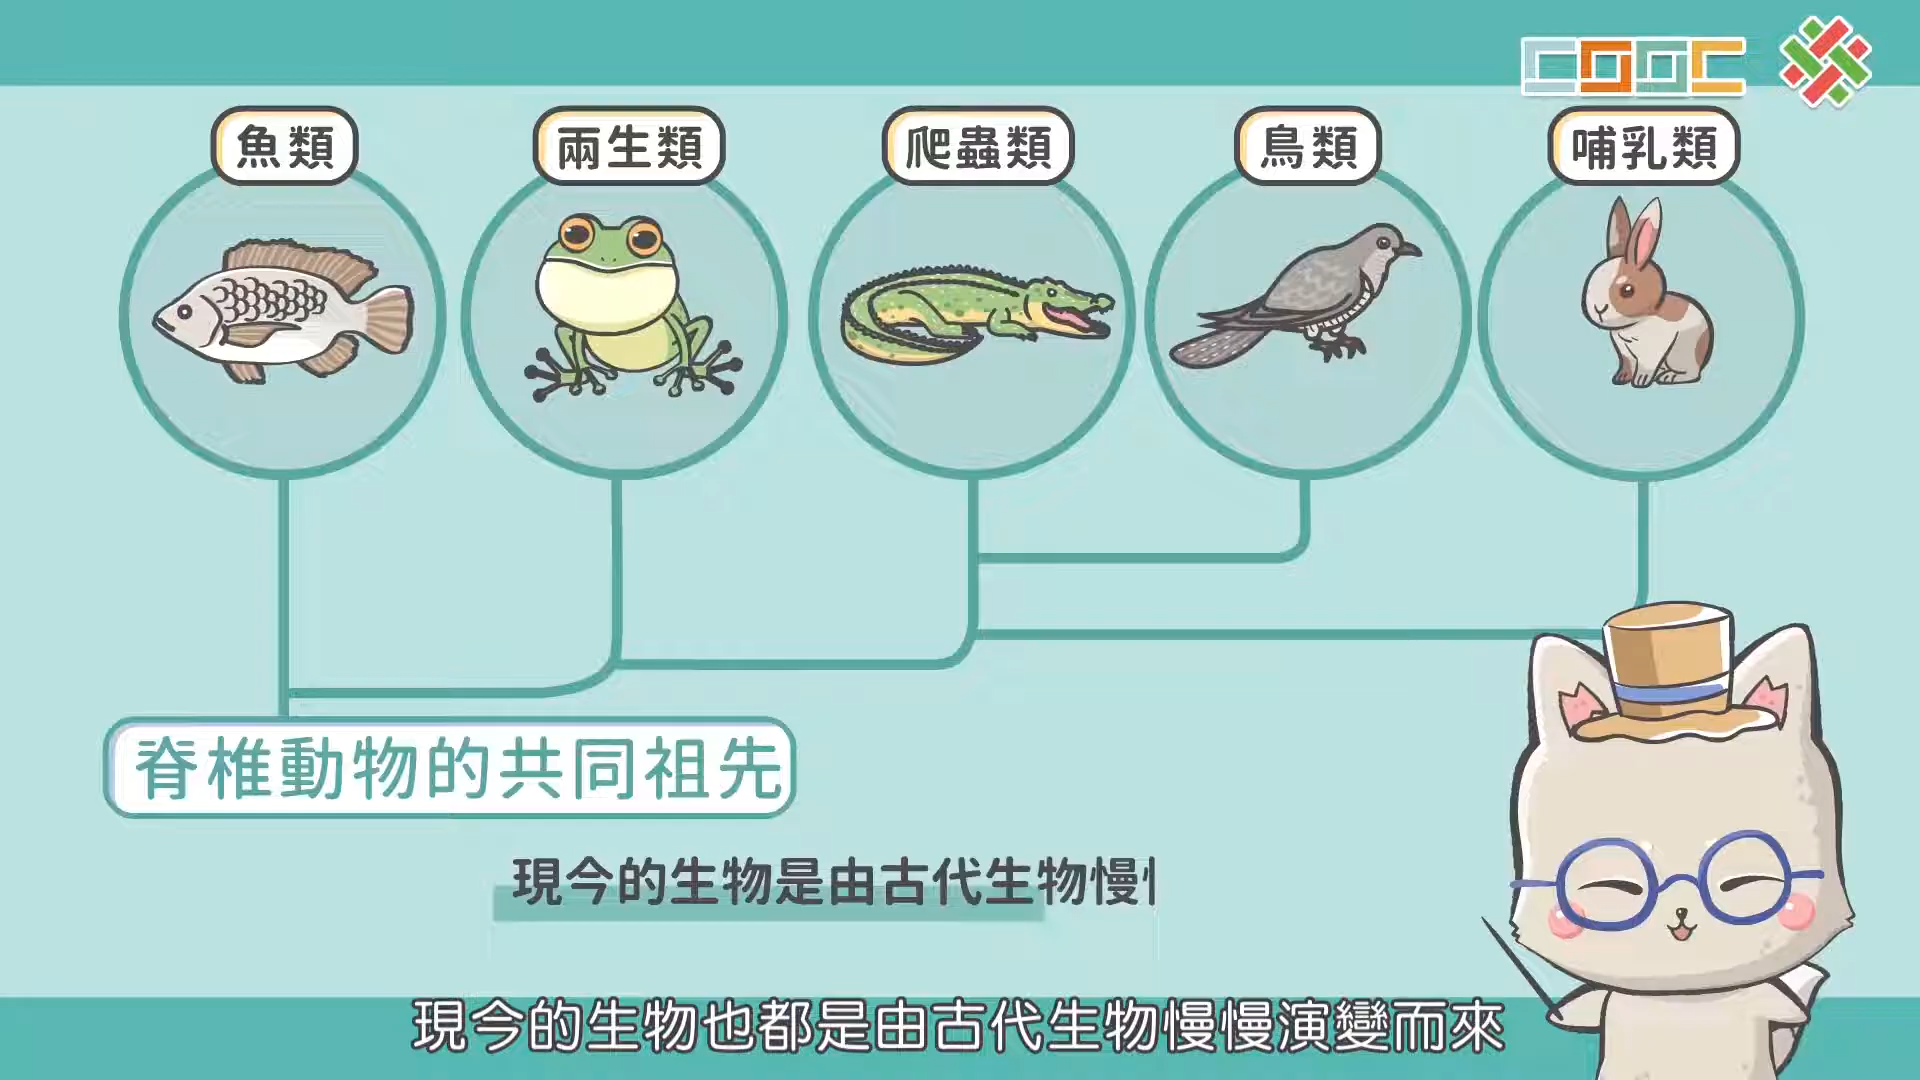 COOC
魚類
兩生類
爬蟲類
鳥類
哺乳類
脊椎動物的共同祖先
現今的生物是由古代生物慢
現今的生物也都是由古代生物慢慢演變而來